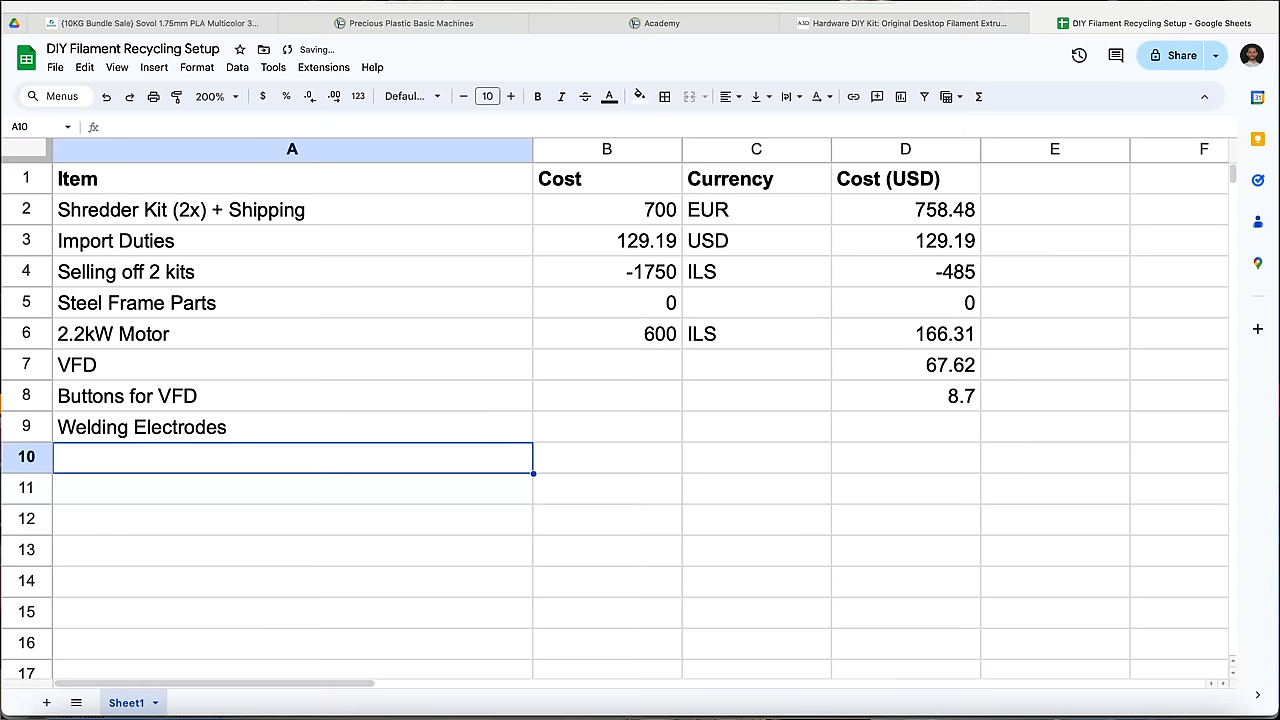 {10KG Bundle Sale} Sovol 1.75mm PLA Multicolor 3...
Precious Plastic Basic Machines
Academy
Hardware DIY Kit: Original Desktop Filament Extru...
DIY Filament Recycling Setup - Google Sheets
DIY Filament Recycling Setup
Saving...
File Edit View Insert Format Data Tools Extensions Help
Share
Menus 200% $ % .0 .00 123 Defaul... 10 B I A
A10 fx
A B C D E F
1 Item Cost Currency Cost (USD)
2 Shredder Kit (2x) + Shipping 700 EUR 758.48
3 Import Duties 129.19 USD 129.19
4 Selling off 2 kits -1750 ILS -485
5 Steel Frame Parts 0 0
6 2.2kW Motor 600 ILS 166.31
7 VFD 67.62
8 Buttons for VFD 8.7
9 Welding Electrodes
10
11
12
13
14
15
16
17
Sheet1